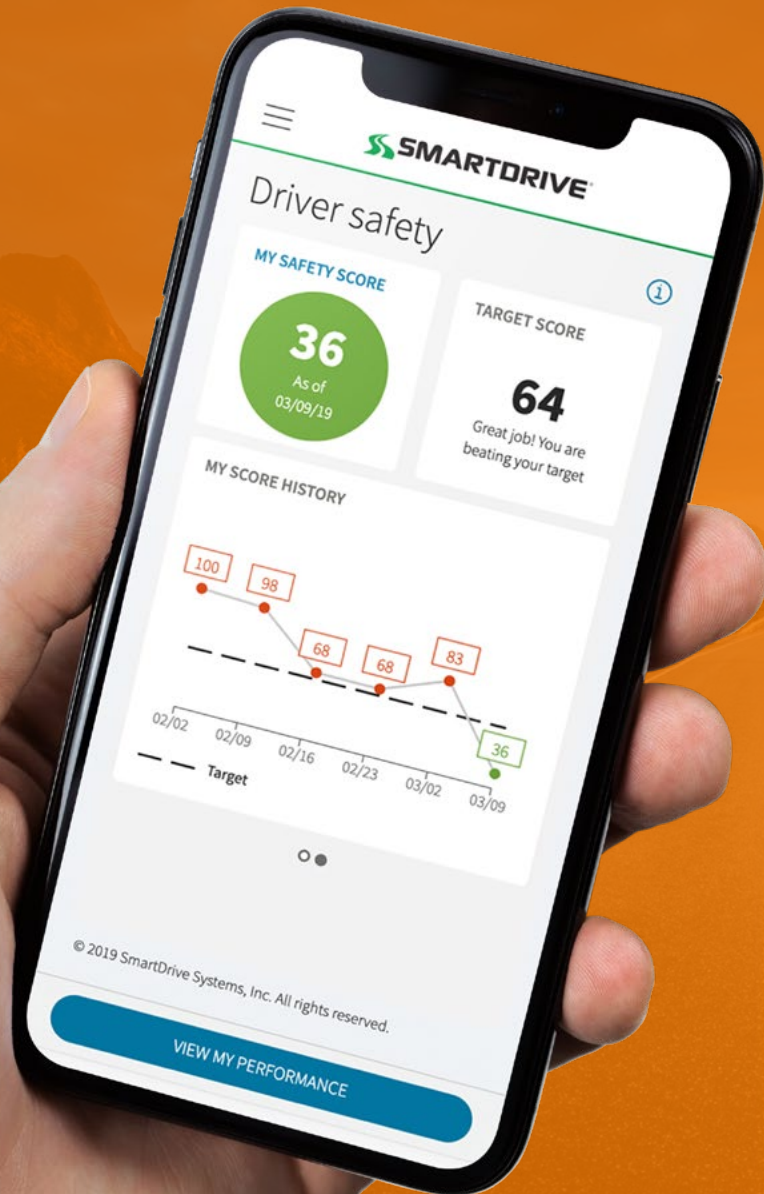 SMARTDRIVE
Driver safety
MY SAFETY SCORE
36
As of
03/09/19
TARGET SCORE
64
Great job! You are
beating your target
MY SCORE HISTORY
100
98
68
68
83
36
02/02
02/09
02/16
02/23
03/02
03/09
Target
© 2019 SmartDrive Systems, Inc. All rights reserved.
VIEW MY PERFORMANCE